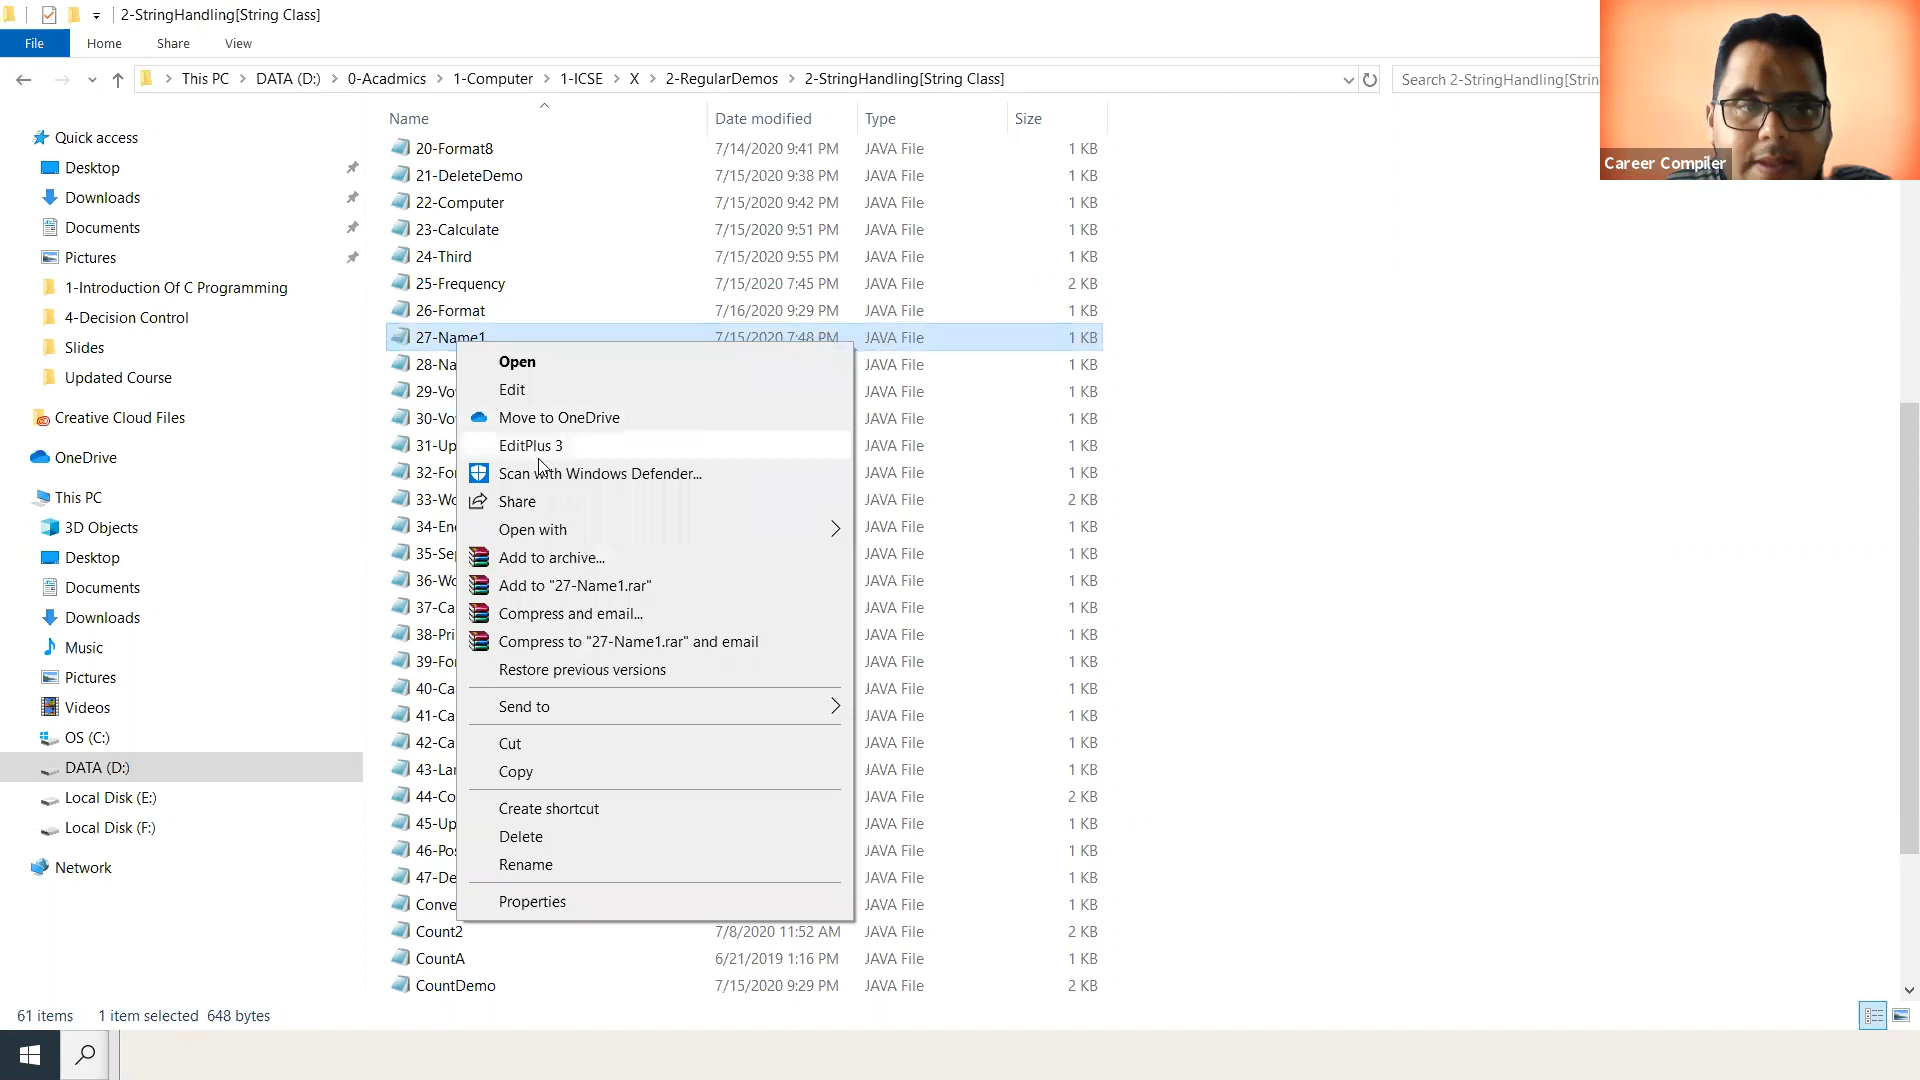 2-StringHandling[String Class]
File Home Share View
This PC DATA (D:) 0-Acadmics 1-Computer 1-ICSE X 2-RegularDemos 2-StringHandling[String Class]
Search 2-StringHandling[Strin
Career Compiler
Name Date modified Type Size
Quick access
Desktop
Downloads
Documents
Pictures
1-Introduction Of C Programming
4-Decision Control
Slides
Updated Course
Creative Cloud Files
OneDrive
This PC
3D Objects
Desktop
Documents
Downloads
Music
Pictures
Videos
OS (C:)
DATA (D:)
Local Disk (E:)
Local Disk (F:)
Network
20-Format8 7/14/2020 9:41 PM JAVA File 1 KB
21-DeleteDemo 7/15/2020 9:38 PM JAVA File 1 KB
22-Computer 7/15/2020 9:42 PM JAVA File 1 KB
23-Calculate 7/15/2020 9:51 PM JAVA File 1 KB
24-Third 7/15/2020 9:55 PM JAVA File 1 KB
25-Frequency 7/15/2020 7:45 PM JAVA File 2 KB
26-Format 7/16/2020 9:29 PM JAVA File 1 KB
27-Name1 7/15/2020 7:48 PM JAVA File 1 KB
28-Na JAVA File 1 KB
29-Vo JAVA File 1 KB
30-Vo JAVA File 1 KB
31-Up JAVA File 1 KB
32-For JAVA File 1 KB
33-Wo JAVA File 2 KB
34-Enc JAVA File 1 KB
35-Sep JAVA File 1 KB
36-Wo JAVA File 1 KB
37-Ca JAVA File 1 KB
38-Pri JAVA File 1 KB
39-For JAVA File 1 KB
40-Ca JAVA File 1 KB
41-Ca JAVA File 1 KB
42-Ca JAVA File 1 KB
43-Lar JAVA File 1 KB
44-Co JAVA File 2 KB
45-Up JAVA File 1 KB
46-Pos JAVA File 1 KB
47-De JAVA File 1 KB
Conve JAVA File 1 KB
Count2 7/8/2020 11:52 AM JAVA File 2 KB
CountA 6/21/2019 1:16 PM JAVA File 1 KB
CountDemo 7/15/2020 9:29 PM JAVA File 2 KB
Open
Edit
Move to OneDrive
EditPlus 3
Scan with Windows Defender...
Share
Open with
Add to archive...
Add to "27-Name1.rar"
Compress and email...
Compress to "27-Name1.rar" and email
Restore previous versions
Send to
Cut
Copy
Create shortcut
Delete
Rename
Properties
61 items 1 item selected 648 bytes